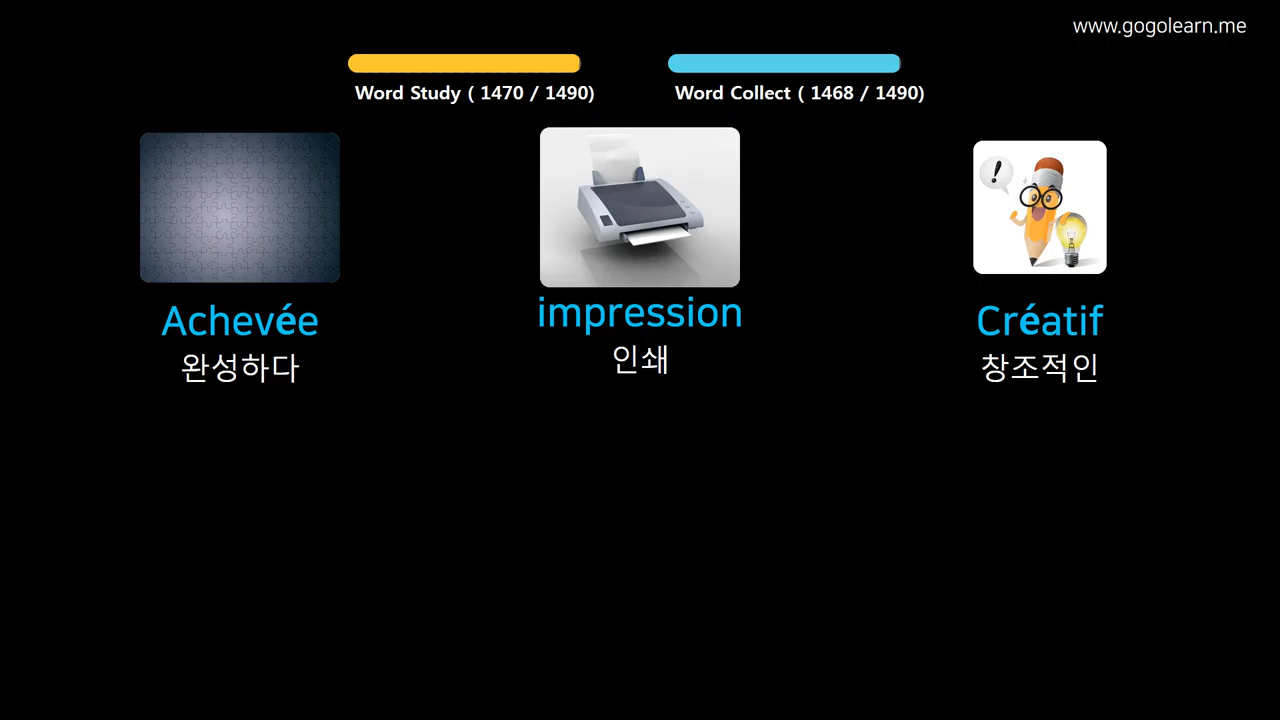 www.gogolearn.me
Word Study ( 1470 / 1490)
Word Collect ( 1468 / 1490)
!
Achevée
impression
Créatif
완성하다
인쇄
창조적인